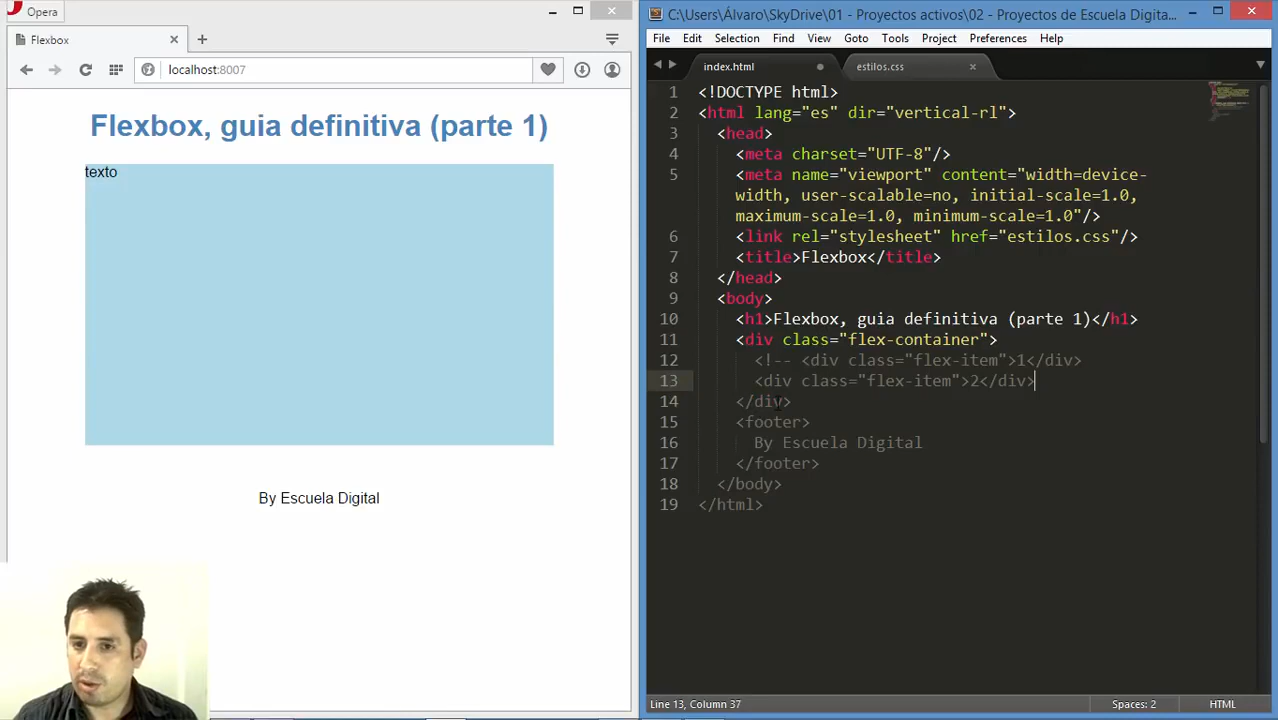 Opera
Flexbox
localhost:8007
Flexbox, guia definitiva (parte 1)
texto
By Escuela Digital
C:\Users\Álvaro\SkyDrive\01 - Proyectos activos\02 - Proyectos de Escuela Digita...
File Edit Selection Find View Goto Tools Project Preferences Help
index.html estilos.css
1 <!DOCTYPE html>
2 <html lang="es" dir="vertical-rl">
3 <head>
4 <meta charset="UTF-8"/>
5 <meta name="viewport" content="width=device-
width, user-scalable=no, initial-scale=1.0,
maximum-scale=1.0, minimum-scale=1.0"/>
6 <link rel="stylesheet" href="estilos.css"/>
7 <title>Flexbox</title>
8 </head>
9 <body>
10 <h1>Flexbox, guia definitiva (parte 1)</h1>
11 <div class="flex-container">
12 <!-- <div class="flex-item">1</div>
13 <div class="flex-item">2</div>
14 </div>
15 <footer>
16 By Escuela Digital
17 </footer>
18 </body>
19 </html>
Line 13, Column 37 Spaces: 2 HTML